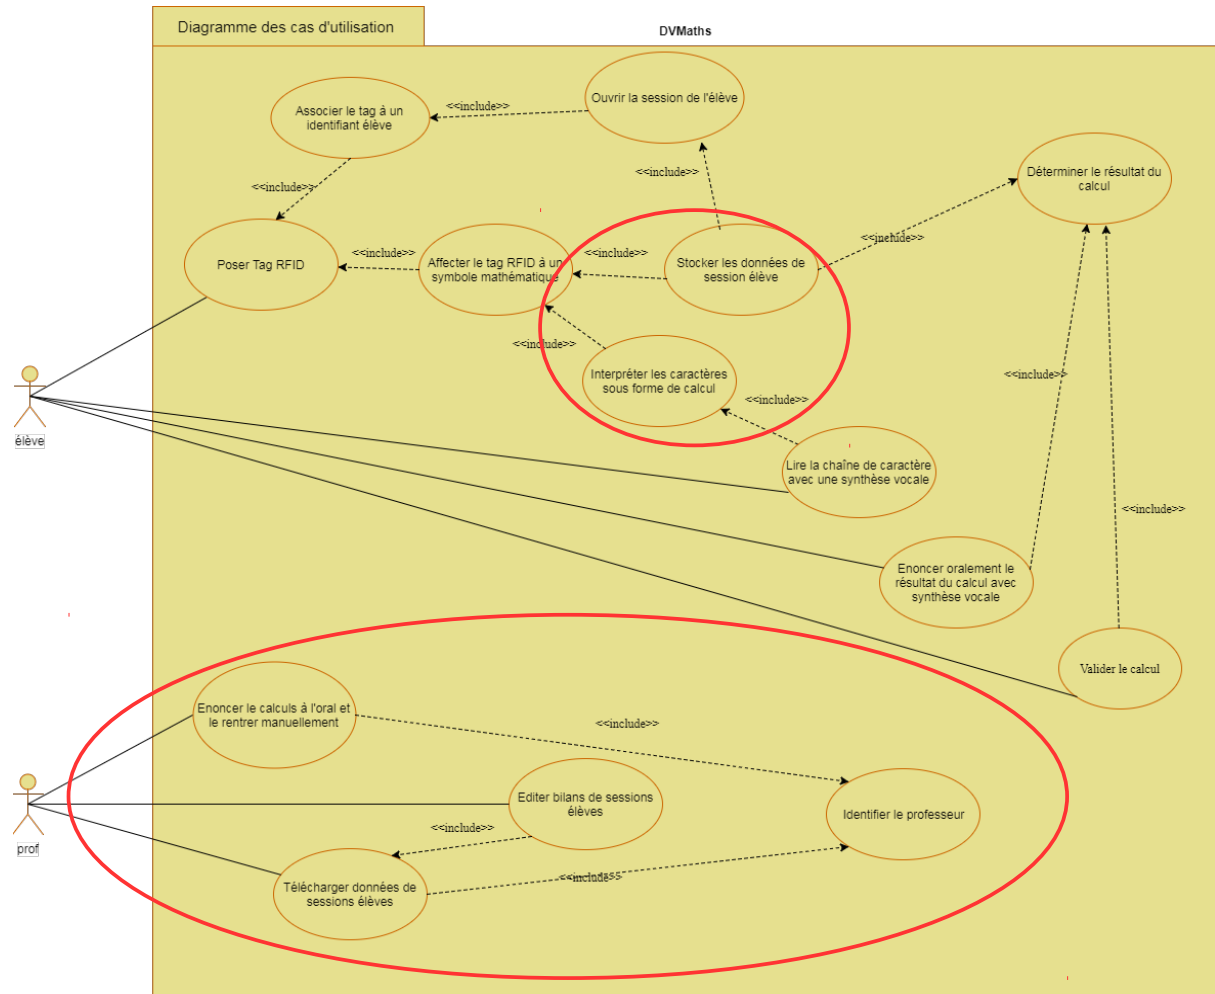 Diagramme des cas d'utilisation
DVMaths
Ouvrir la session de l'élève
<<include>>
Associer le tag à un
identifiant élève
<<include>>
<<include>>
Déterminer le résultat du
calcul
<<include>>
Poser Tag RFID
<<include>>
Affecter le tag RFID à un
symbole mathématique
<<include>>
Stocker les données de
session élève
<<include>>
Interpréter les caractères
sous forme de calcul
<<include>>
<<include>>
élève
Lire la chaîne de caractère
avec une synthèse vocale
<<include>>
Enoncer oralement le
résultat du calcul avec
synthèse vocale
Valider le calcul
Enoncer le calculs à l'oral et
le rentrer manuellement
<<include>>
Editer bilans de sessions
élèves
Identifier le professeur
<<include>>
prof
Télécharger données de
sessions élèves
<<include>>